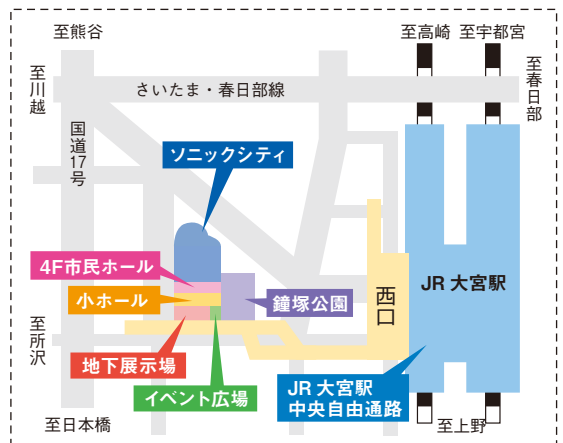 至熊谷
至高崎
至宇都宮
至川越
さいたま・春日部線
至春日部
国道17号
ソニックシティ
4F市民ホール
小ホール
鐘塚公園
西口
JR 大宮駅
至所沢
地下展示場
イベント広場
JR 大宮駅
中央自由通路
至日本橋
至上野